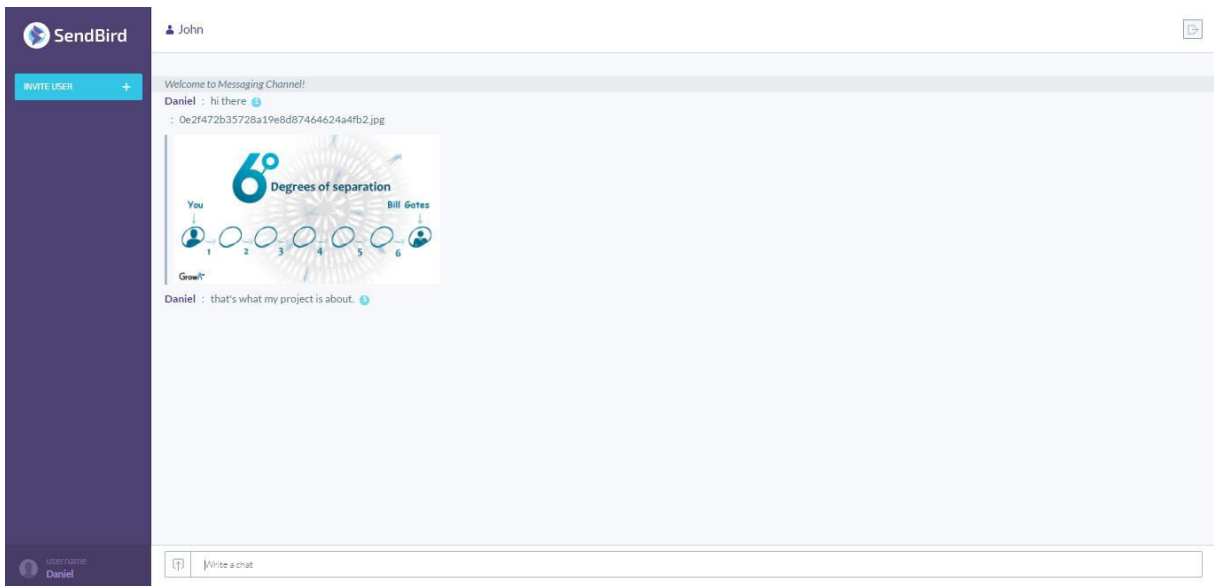 SendBird
John
INVITE USER +
Welcome to Messaging Channel!
Daniel : hi there
: 0e2f472b35728a19e8d87464624a4fb2.jpg
6°
Degrees of separation
You
Bill Gates
1 2 3 4 5 6
Daniel : that's what my project is about.
username
Daniel
Write a chat